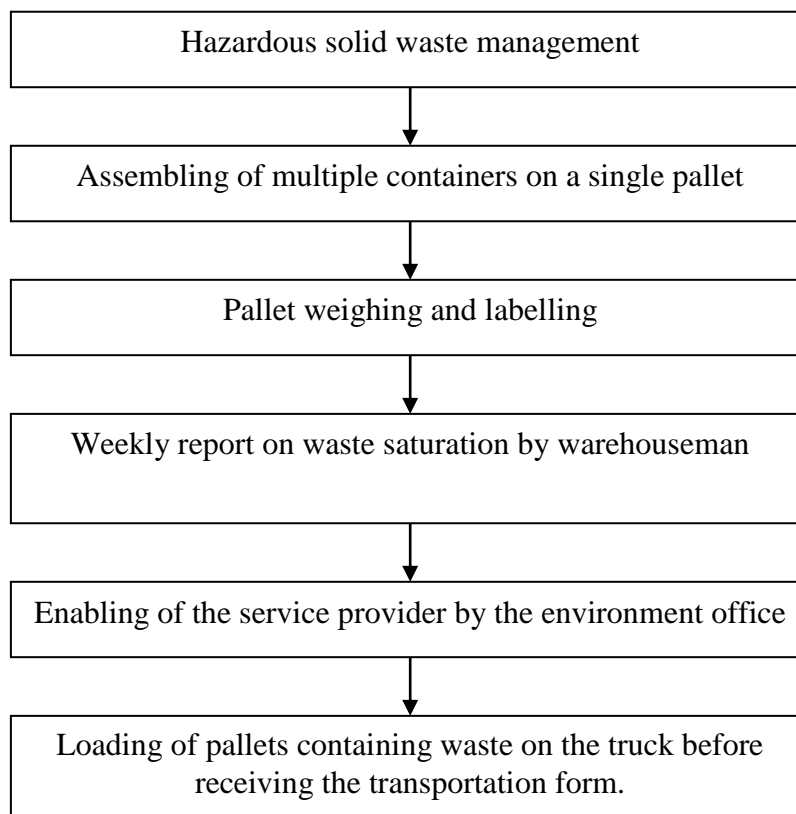 Hazardous solid waste management
Assembling of multiple containers on a single pallet
Pallet weighing and labelling
Weekly report on waste saturation by warehouseman
Enabling of the service provider by the environment office
Loading of pallets containing waste on the truck before
receiving the transportation form.